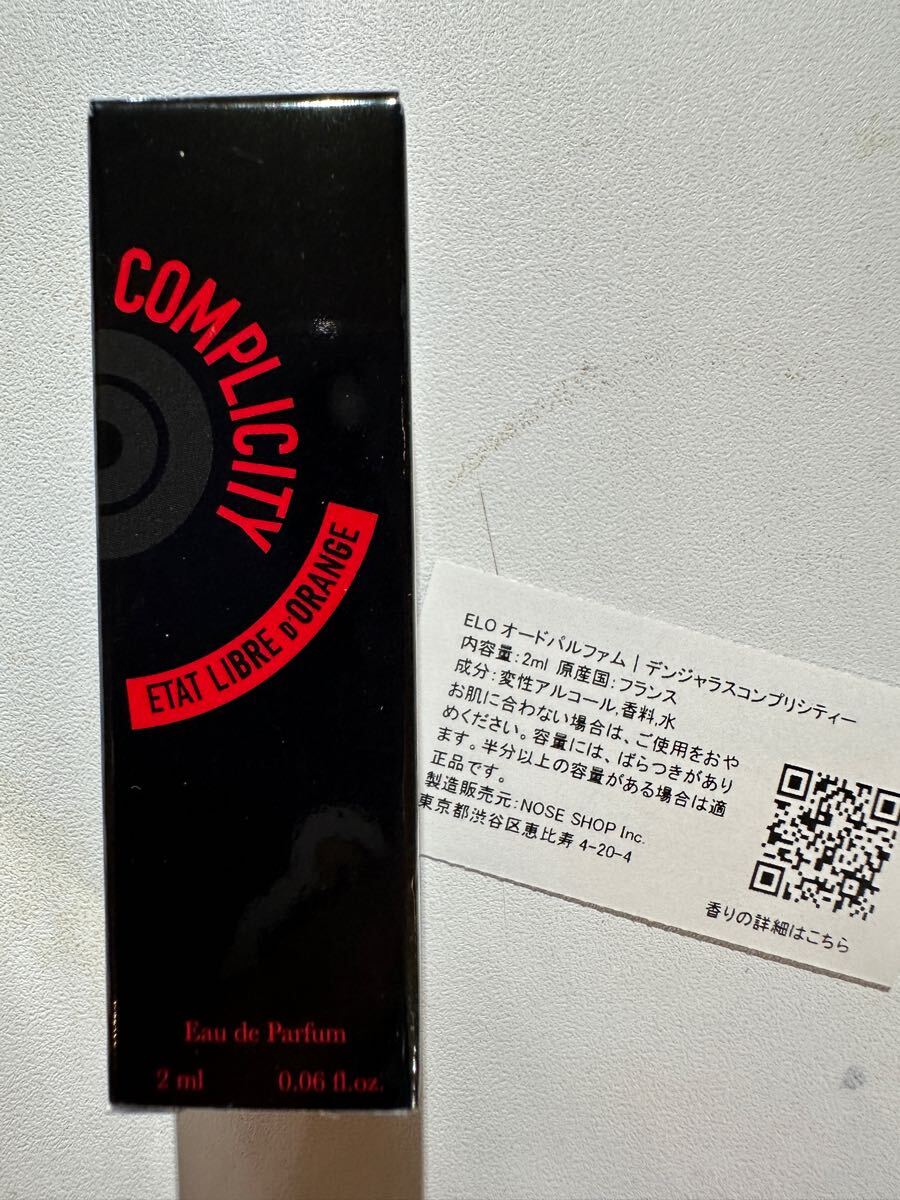 COMPLICITY
ETAT LIBRE D'ORANGE
Eau de Parfum
2 ml 0.06 fl.oz.
ELO オードパルファム | デンジャラスコンプリシティー
内容量:2ml 原産国:フランス
成分:変性アルコール,香料,水
お肌に合わない場合は、ご使用をおや
めください。容量には、ばらつきがあり
ます。半分以上の容量がある場合は適
正品です。
製造販売元:NOSE SHOP Inc.
東京都渋谷区恵比寿 4-20-4
香りの詳細はこちら